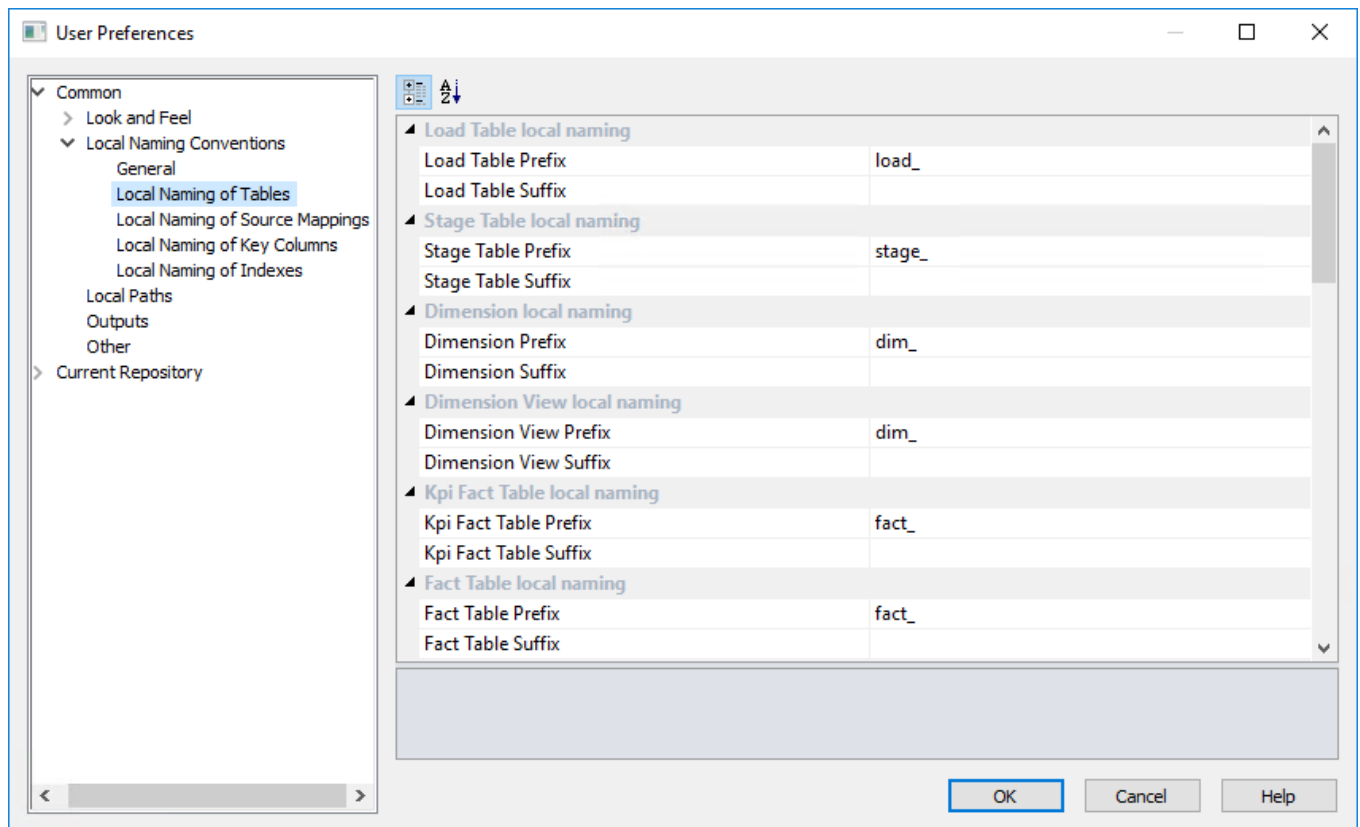 User Preferences
Common
Look and Feel
Local Naming Conventions
General
Local Naming of Tables
Local Naming of Source Mappings
Local Naming of Key Columns
Local Naming of Indexes
Local Paths
Outputs
Other
Current Repository
A
Z
Load Table local naming
Load Table Prefix load_
Load Table Suffix
Stage Table local naming
Stage Table Prefix stage_
Stage Table Suffix
Dimension local naming
Dimension Prefix dim_
Dimension Suffix
Dimension View local naming
Dimension View Prefix dim_
Dimension View Suffix
Kpi Fact Table local naming
Kpi Fact Table Prefix fact_
Kpi Fact Table Suffix
Fact Table local naming
Fact Table Prefix fact_
Fact Table Suffix
OK Cancel Help